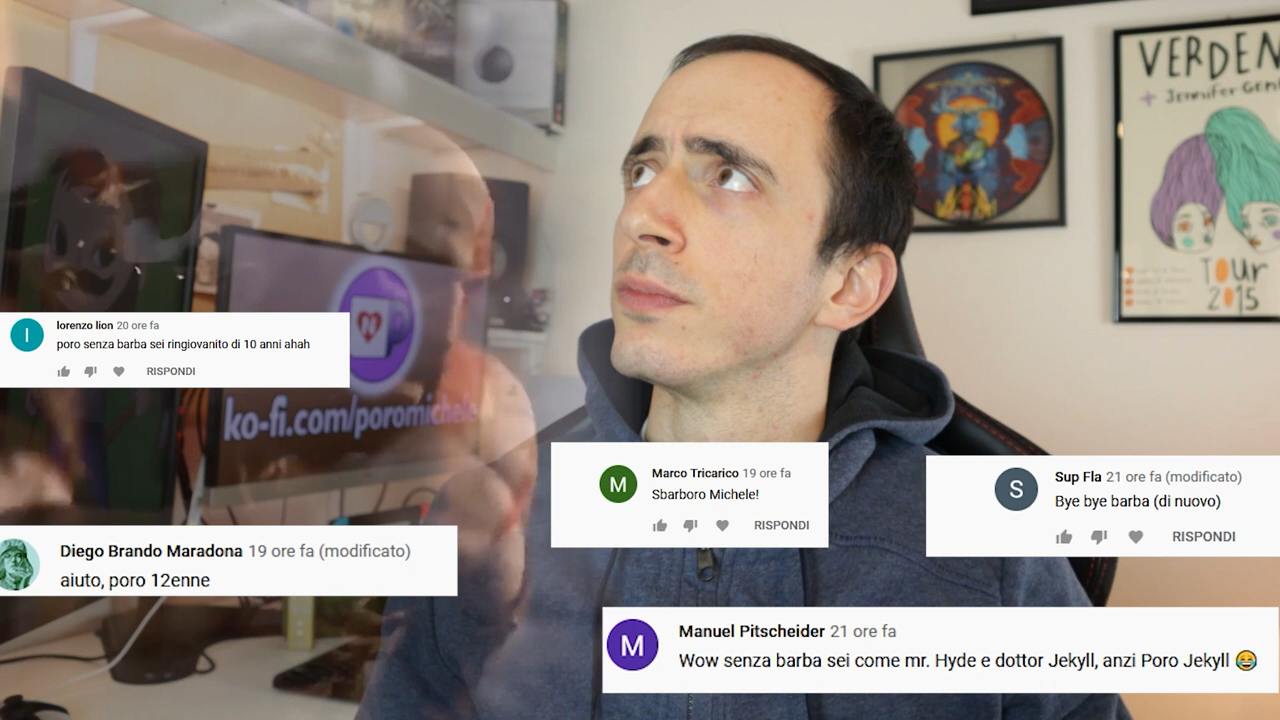 VERDEN
+ Jennifer Gent
TOUR
2015
lorenzo lion 20 ore fa
poro senza barba sei ringiovanito di 10 anni ahah
RISPONDI
N
ko-fi.com/poromichele
M
Marco Tricarico 19 ore fa
Sbarboro Michele!
RISPONDI
S
Sup Fla 21 ore fa (modificato)
Bye bye barba (di nuovo)
RISPONDI
Diego Brando Maradona 19 ore fa (modificato)
aiuto, poro 12enne
M
Manuel Pitscheider 21 ore fa
Wow senza barba sei come mr. Hyde e dottor Jekyll, anzi Poro Jekyll 😂